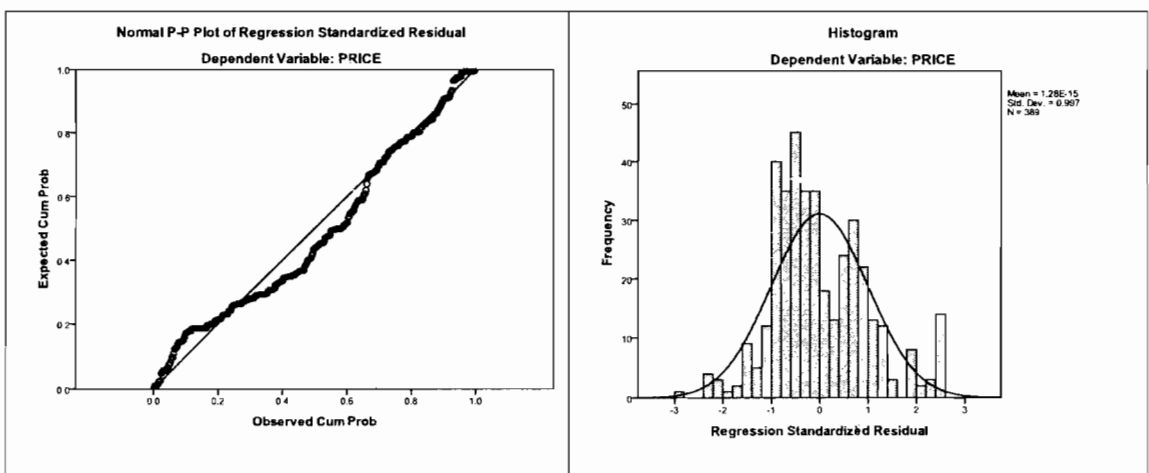 Normal P-P Plot of Regression Standardized Residual
Dependent Variable: PRICE
1.0
0.8
0.6
0.4
0.2
0.0
Expected Cum Prob
0.0
0.2
0.4
0.6
0.8
1.0
Observed Cum Prob
Histogram
Dependent Variable: PRICE
Mean = 1.28E-15
Std. Dev. = 0.997
N = 389
50
40
30
20
10
0
Frequency
-3
-2
-1
0
1
2
3
Regression Standardized Residual